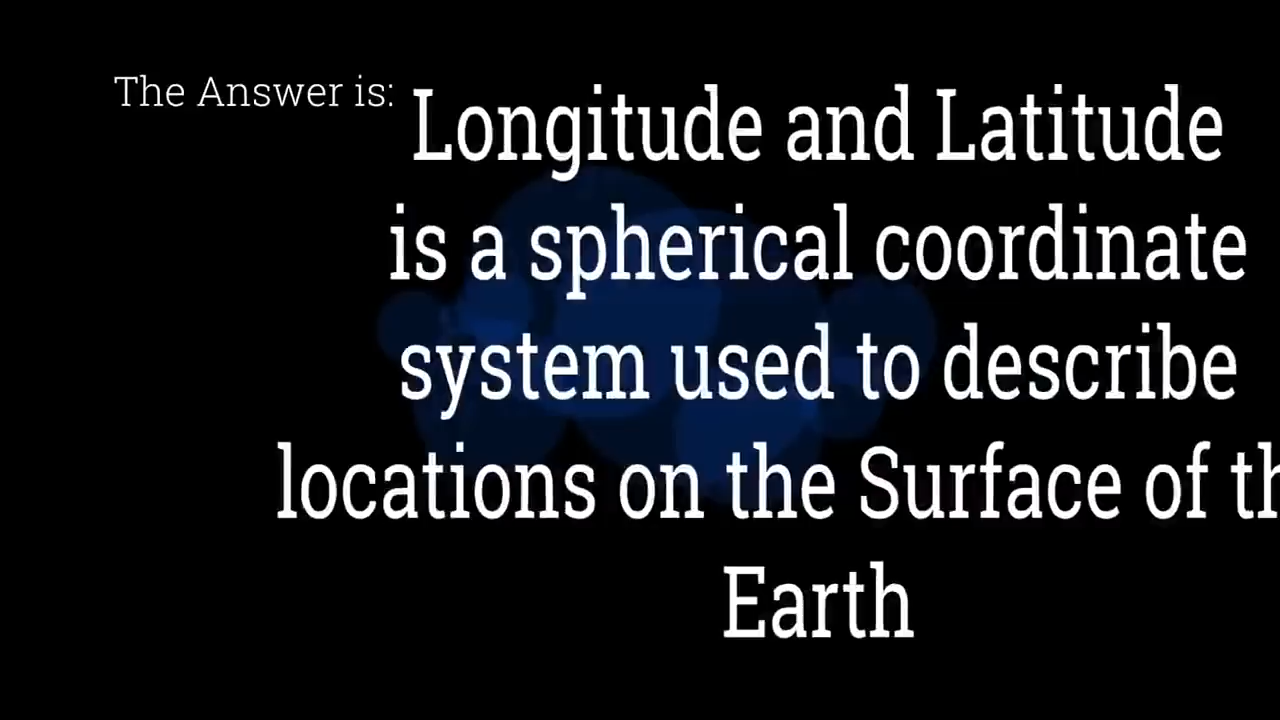 The Answer is:
Longitude and Latitude
is a spherical coordinate
system used to describe
locations on the Surface of th
Earth